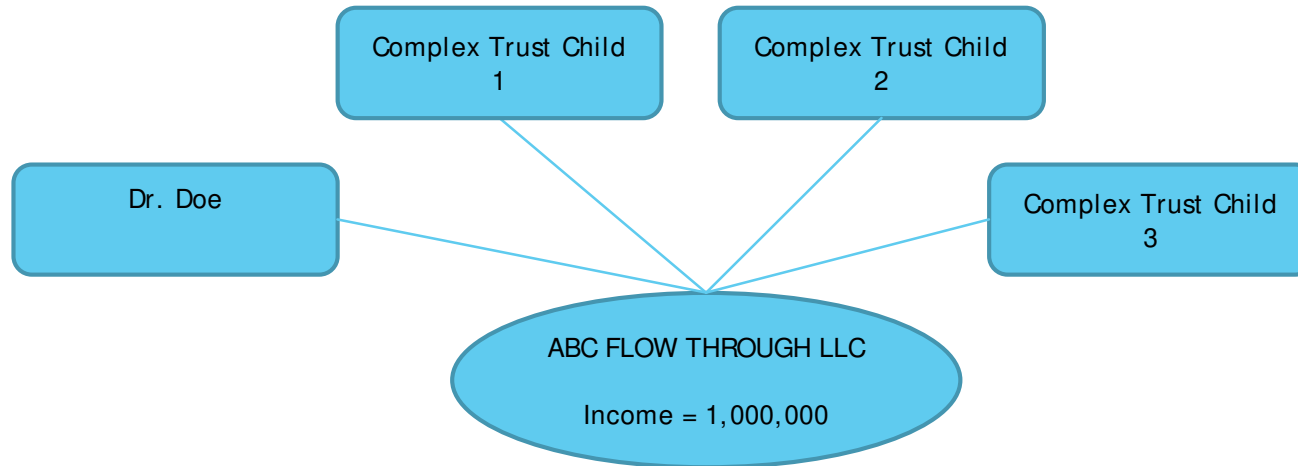 Complex Trust Child
1
Complex Trust Child
2
Dr. Doe
Complex Trust Child
3
ABC FLOW THROUGH LLC
Income = 1,000,000